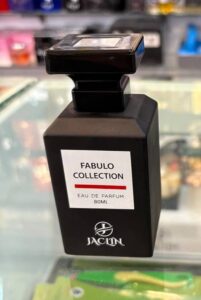 FABULO
COLLECTION
EAU DE PARFUM
80ML
JACLIN